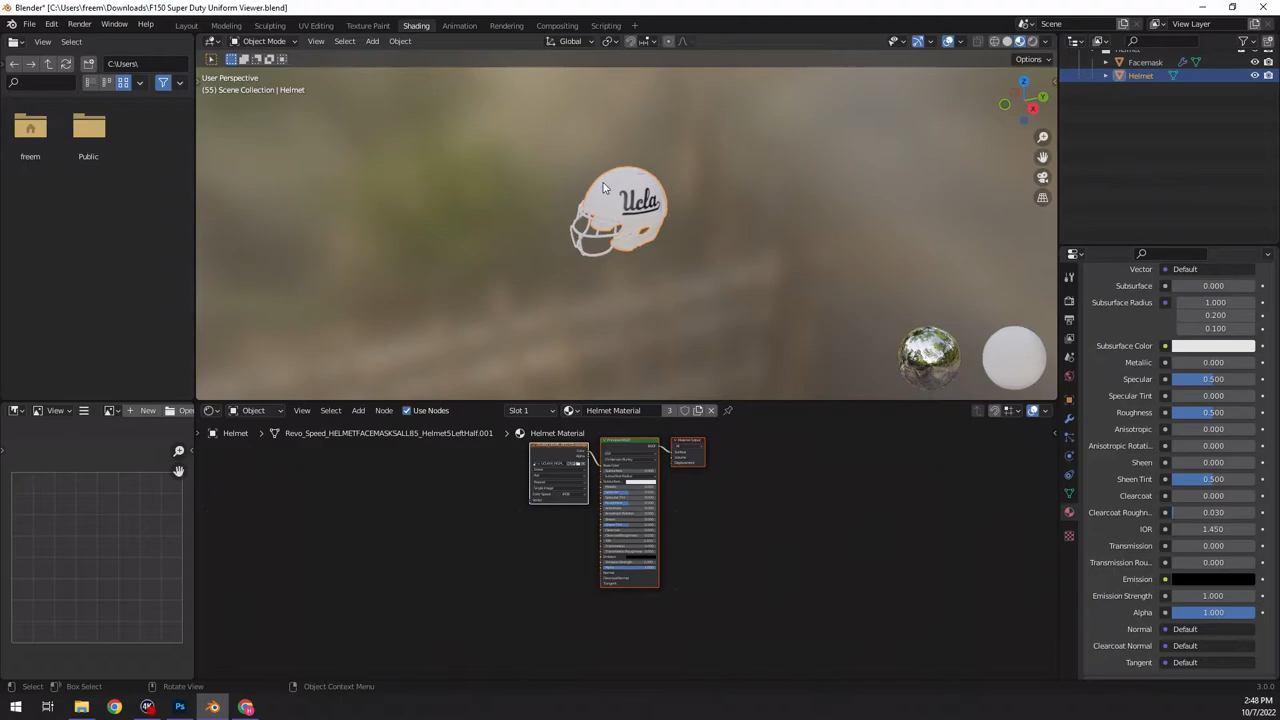 Blender* [C:\Users\freem\Downloads\F150 Super Duty Uniform Viewer.blend]
File Edit Render Window Help Layout Modeling Sculpting UV Editing Texture Paint Shading Animation Rendering Compositing Scripting Scene View Layer
View Select Object Mode View Select Add Object Global
C:\Users\ Options
freem Public
User Perspective
(55) Scene Collection | Helmet
Facemask
Helmet
Ucla
Vector Default
Subsurface 0.000
Subsurface Radius 1.000
0.200
0.100
Subsurface Color
Metallic 0.000
Specular 0.500
Specular Tint 0.000
Roughness 0.500
Anisotropic 0.000
Anisotropic Rotati... 0.000
Sheen 0.000
Sheen Tint 0.500
Clearcoat 0.000
Clearcoat Roughn... 0.030
IOR 1.450
Transmission 0.000
Transmission Rou... 0.000
Emission
Emission Strength 1.000
Alpha 1.000
Normal Default
Clearcoat Normal Default
Tangent Default
View New Open Object View Select Add Node Use Nodes Slot 1 Helmet Material 3
Helmet Revo_Speed_HELMETFACEMASKSALL85_Helmet5LeftHalf.001 Helmet Material
Select Box Select Rotate View Object Context Menu 3.0.0
2:48 PM
10/7/2022